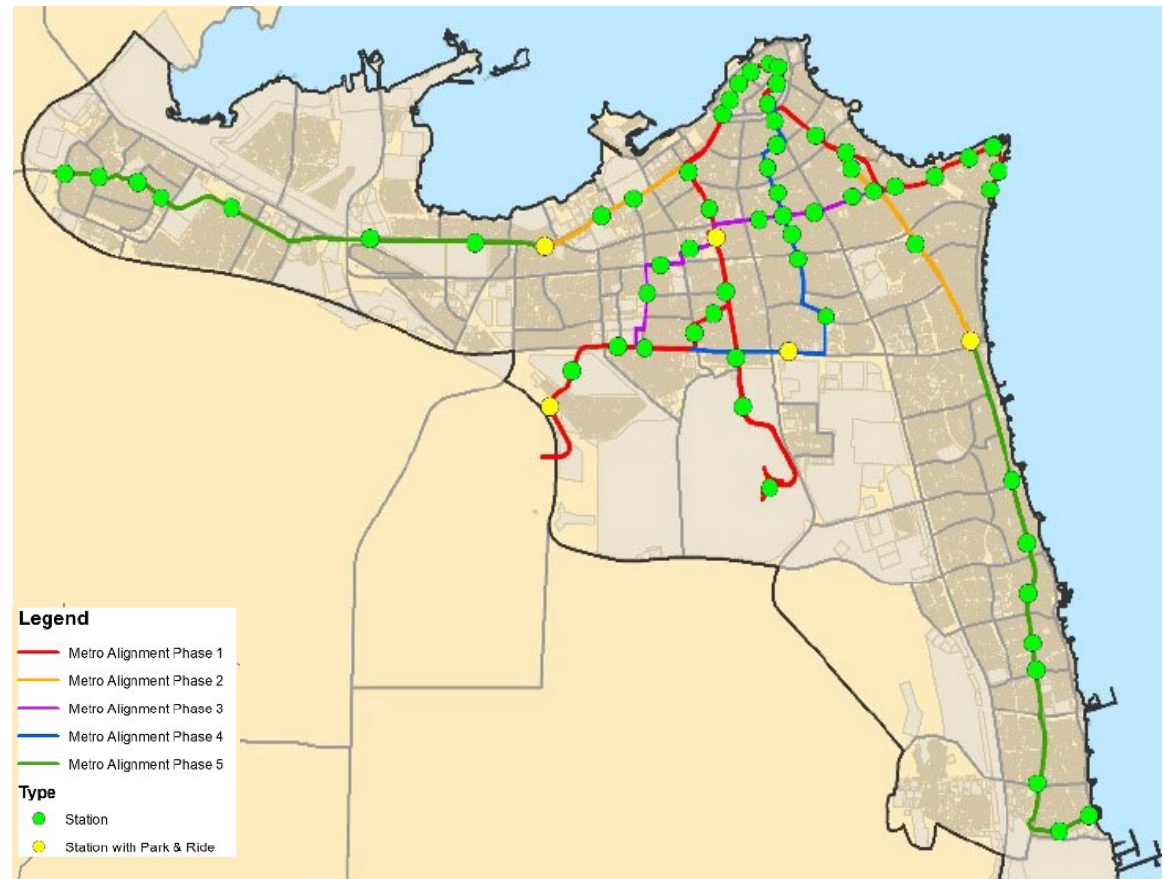 Legend
Metro Alignment Phase 1
Metro Alignment Phase 2
Metro Alignment Phase 3
Metro Alignment Phase 4
Metro Alignment Phase 5
Type
Station
Station with Park & Ride